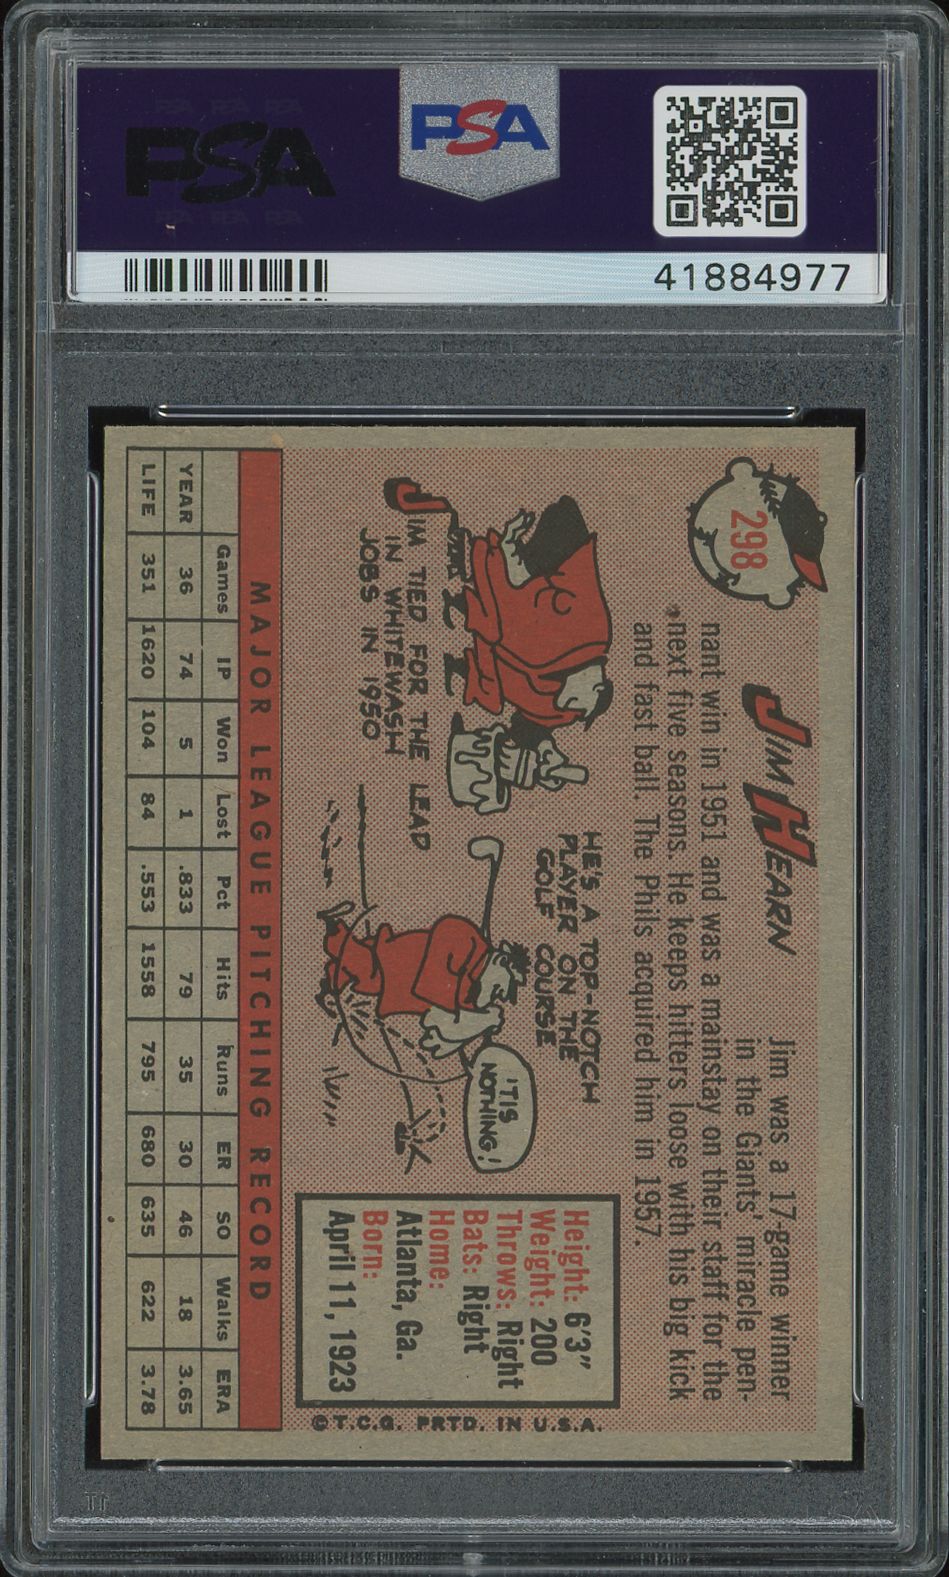 PSA
PSA
41884977
298
JIM HEARN
Jim was a 17-game winner
in the Giants' miracle pen-
nant win in 1951 and was a mainstay on their staff for the
next five seasons. He keeps hitters loose with his big kick
and fast ball. The Phils acquired him in 1957.
JIM TIED FOR THE LEAD
IN WHITEWASH
JOBS IN 1950
HE'S A TOP-NOTCH
PLAYER ON THE
GOLF COURSE
'TIS
NOTHING!
Height: 6'3"
Weight: 200
Throws: Right
Bats: Right
Home:
Atlanta, Ga.
Born:
April 11, 1923
©T.C.G. PRTD. IN U.S.A.
MAJOR LEAGUE PITCHING RECORD
Games IP Won Lost Pct Hits Runs ER SO Walks ERA
YEAR 36 74 5 1 .833 79 35 30 46 18 3.65
LIFE 351 1620 104 84 .553 1558 795 680 635 622 3.78